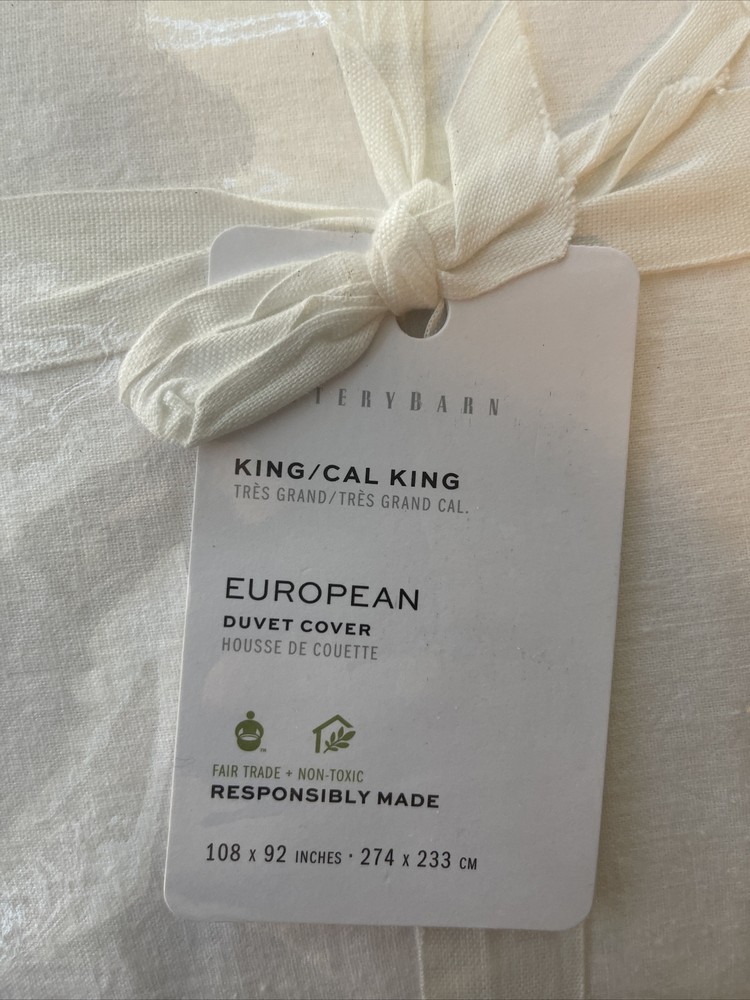 TERYBARN
KING/CAL KING
TRÈS GRAND/TRÈS GRAND CAL.
EUROPEAN
DUVET COVER
HOUSSE DE COUETTE
FAIR TRADE + NON-TOXIC
RESPONSIBLY MADE
108 x 92 INCHES · 274 x 233 CM